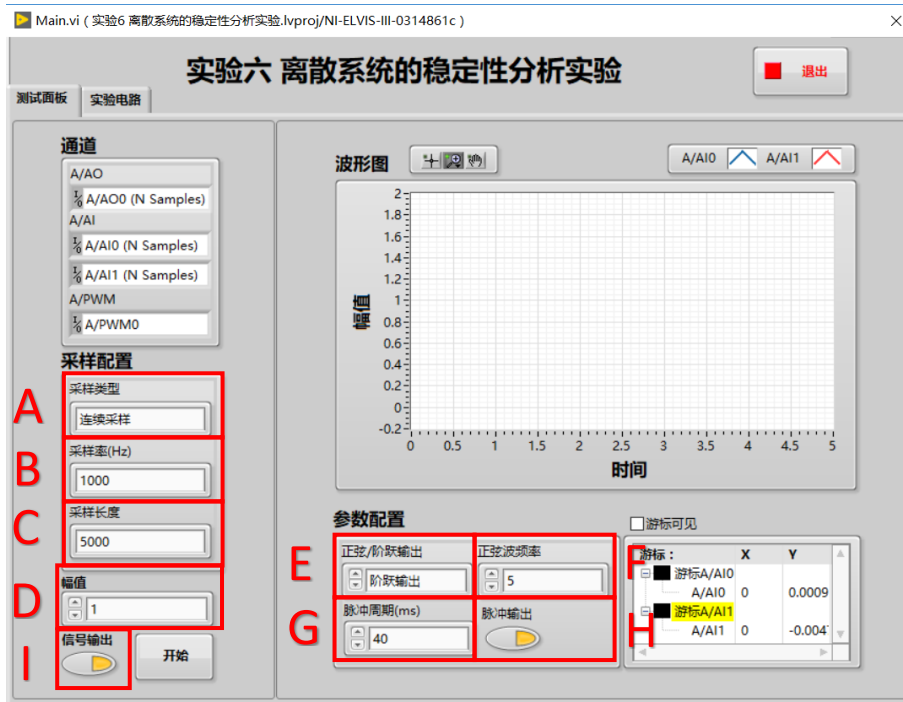 Main.vi（实验6 离散系统的稳定性分析实验.lvproj/NI-ELVIS-III-0314861c）
实验六 离散系统的稳定性分析实验
退出
测试面板
实验电路
通道
A/AO
A/AO0 (N Samples)
A/AI
A/AI0 (N Samples)
A/AI1 (N Samples)
A/PWM
A/PWM0
采样配置
A
采样类型
连续采样
B
采样率(Hz)
1000
C
采样长度
5000
D
幅值
1
I
信号输出
开始
波形图
A/AI0
A/AI1
幅值
2
1.8
1.6
1.4
1.2
1
0.8
0.6
0.4
0.2
0
-0.2
0 0.5 1 1.5 2 2.5 3 3.5 4 4.5 5
时间
参数配置
E
正弦/阶跃输出
阶跃输出
F
正弦波频率
5
G
脉冲周期(ms)
40
H
脉冲输出
游标可见
游标： X Y
游标A/AI0
A/AI0 0 0.0009
游标A/AI1
A/AI1 0 -0.004